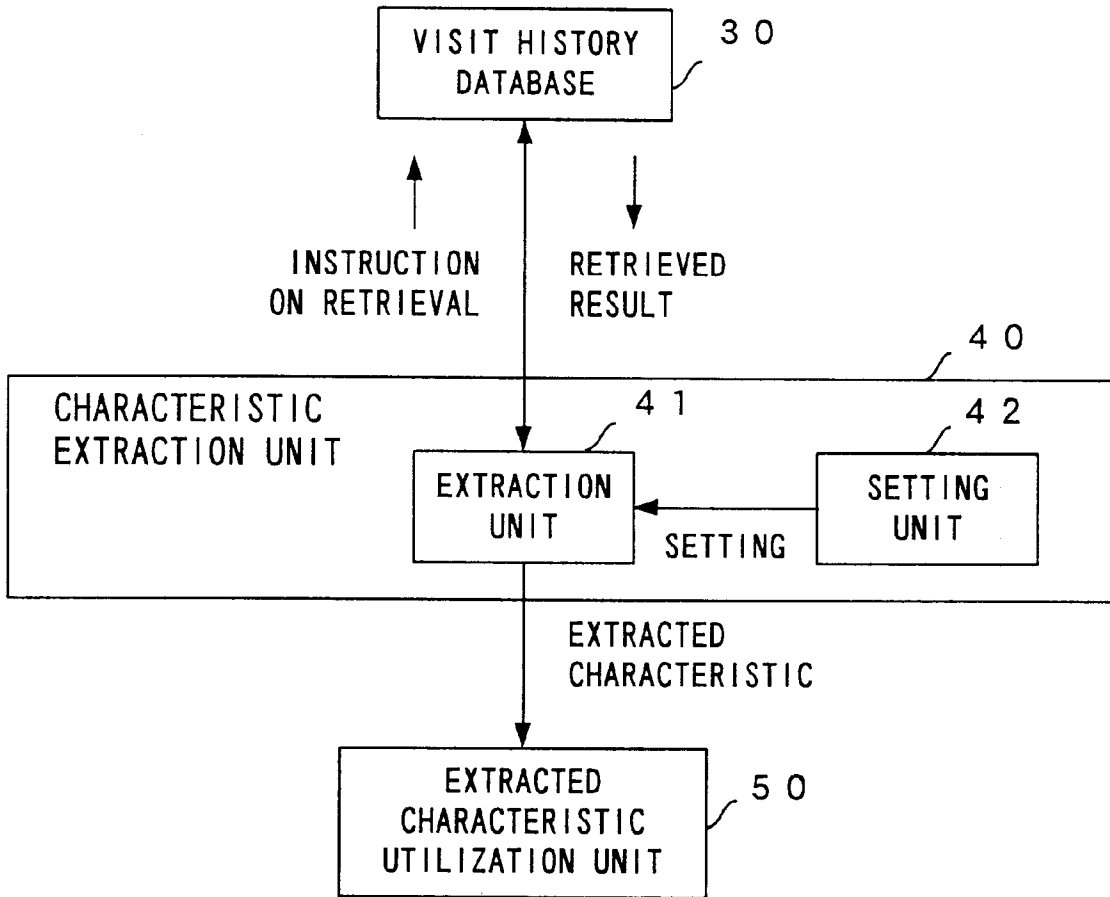 VISIT HISTORY
DATABASE
30
INSTRUCTION
ON RETRIEVAL
RETRIEVED
RESULT
40
CHARACTERISTIC
EXTRACTION UNIT
41
42
EXTRACTION
UNIT
SETTING
UNIT
SETTING
EXTRACTED
CHARACTERISTIC
EXTRACTED
CHARACTERISTIC
UTILIZATION UNIT
50